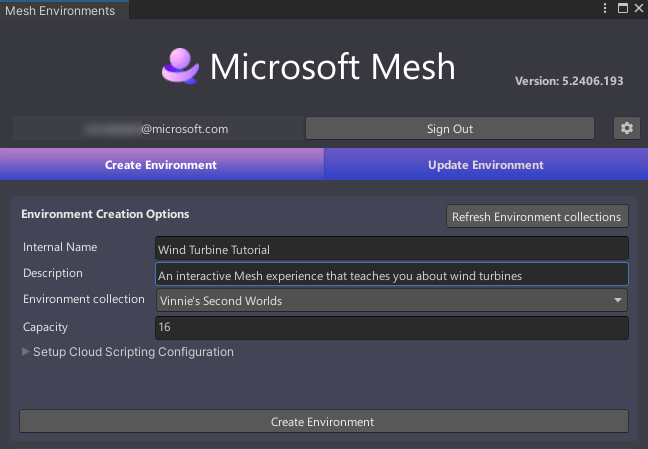 Mesh Environments
Microsoft Mesh
Version: 5.2406.193
@microsoft.com
Sign Out
Create Environment
Update Environment
Environment Creation Options
Refresh Environment collections
Internal Name
Wind Turbine Tutorial
Description
An interactive Mesh experience that teaches you about wind turbines
Environment collection
Vinnie's Second Worlds
Capacity
16
Setup Cloud Scripting Configuration
Create Environment